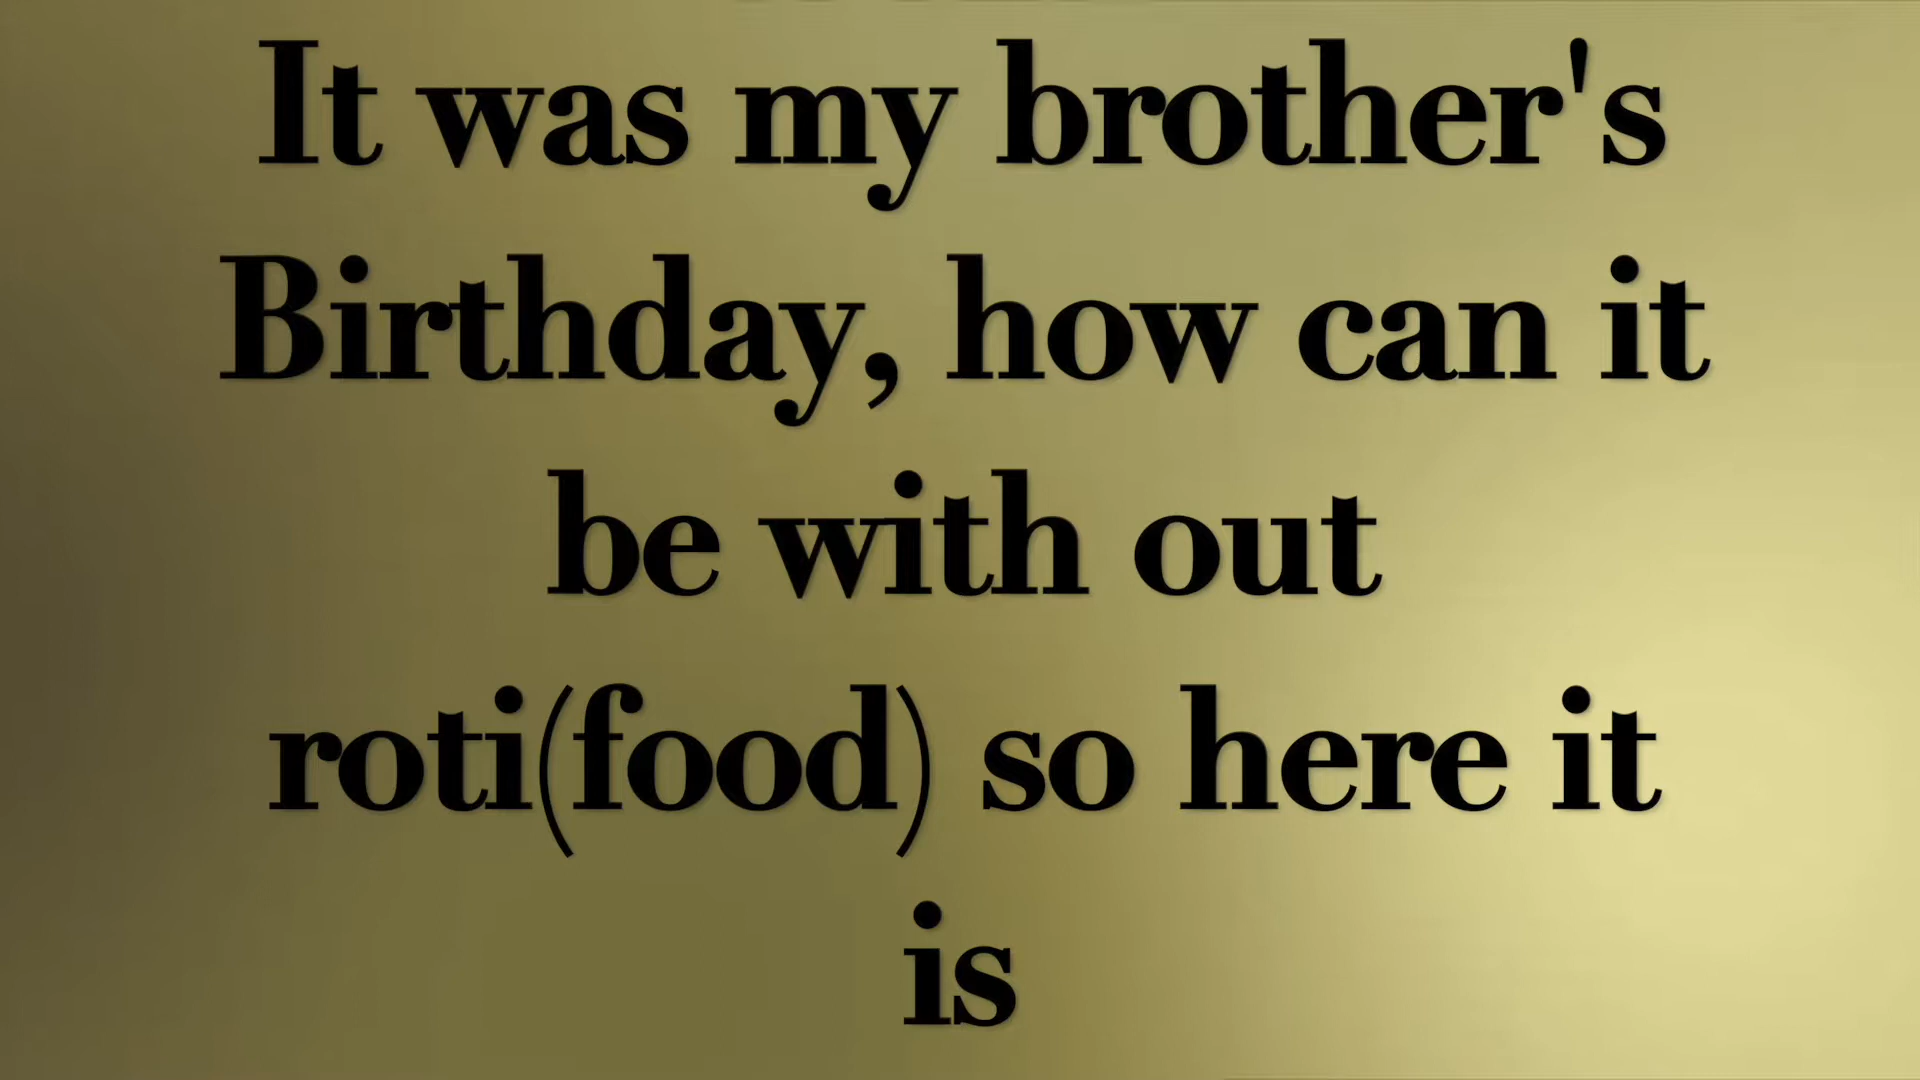 It was my brother's
Birthday, how can it
be with out
roti(food) so here it
is